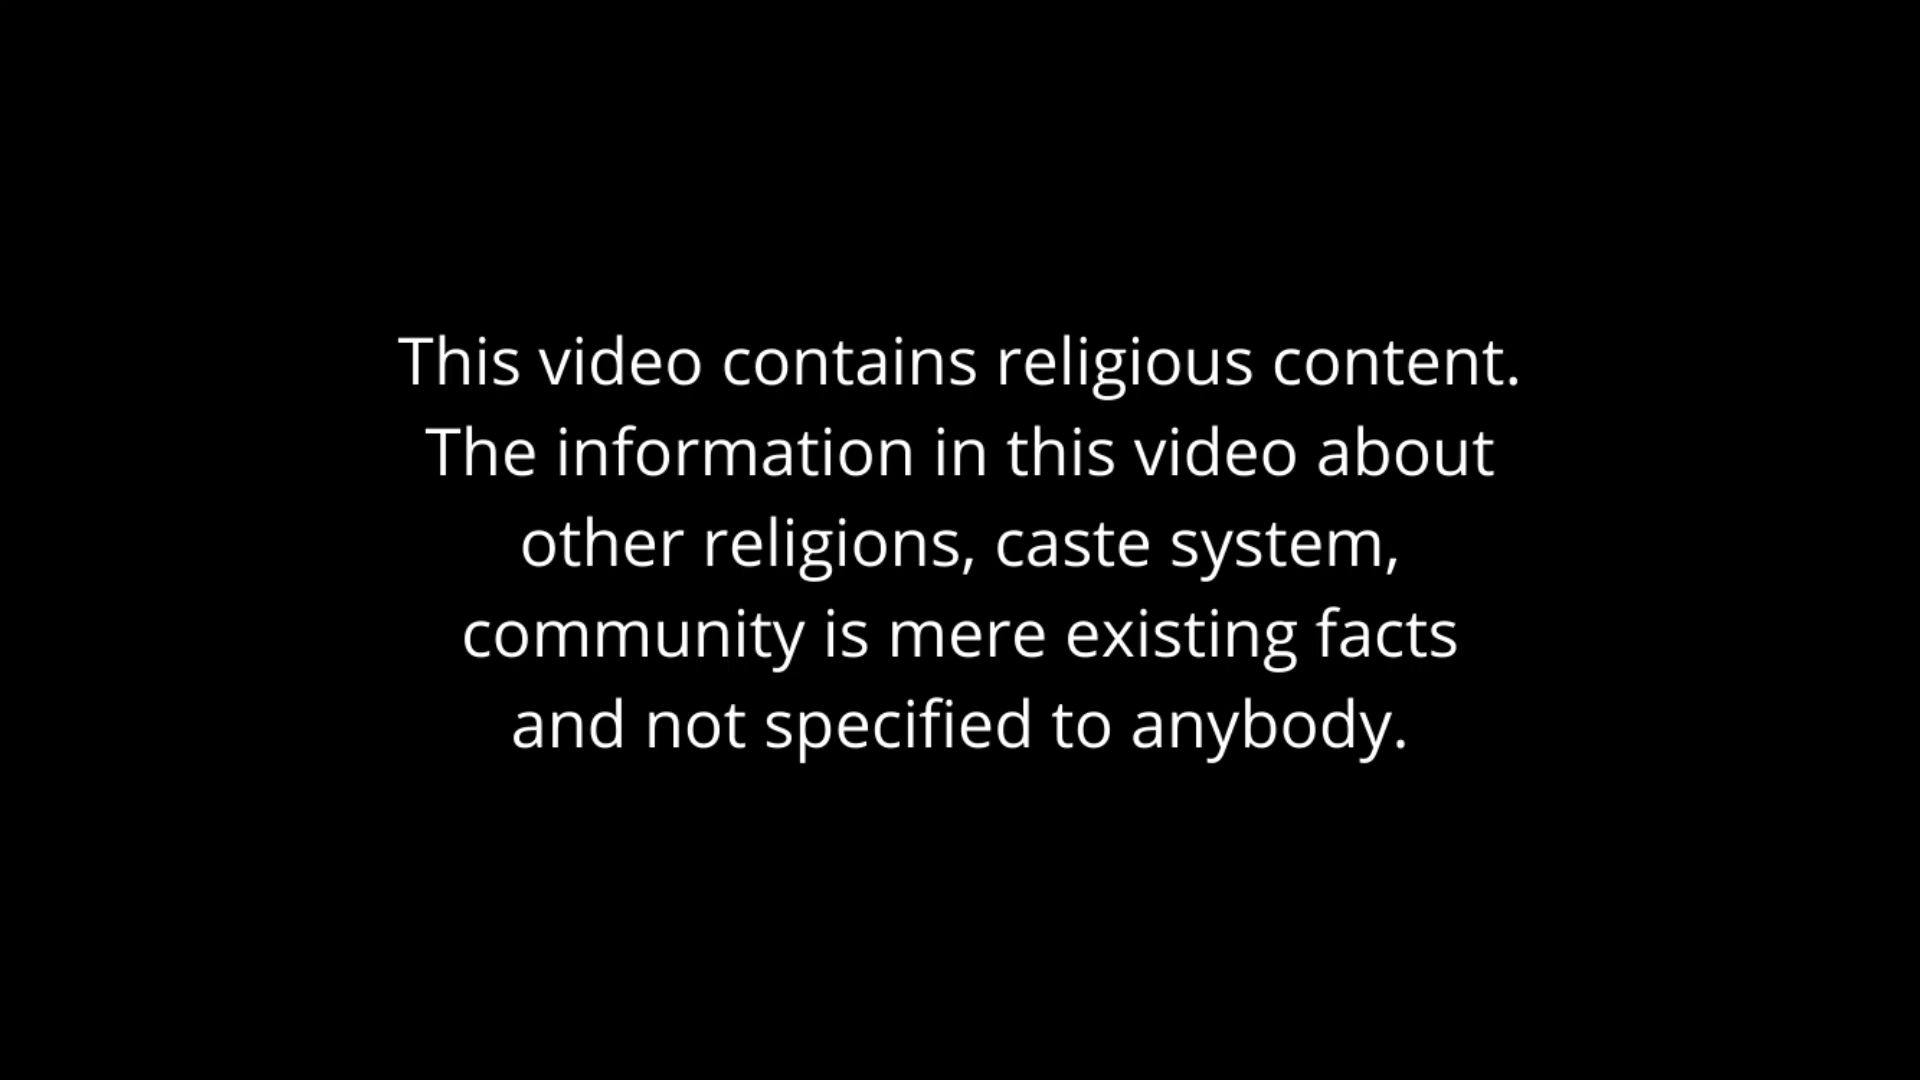 This video contains religious content.
The information in this video about
other religions, caste system,
community is mere existing facts
and not specified to anybody.